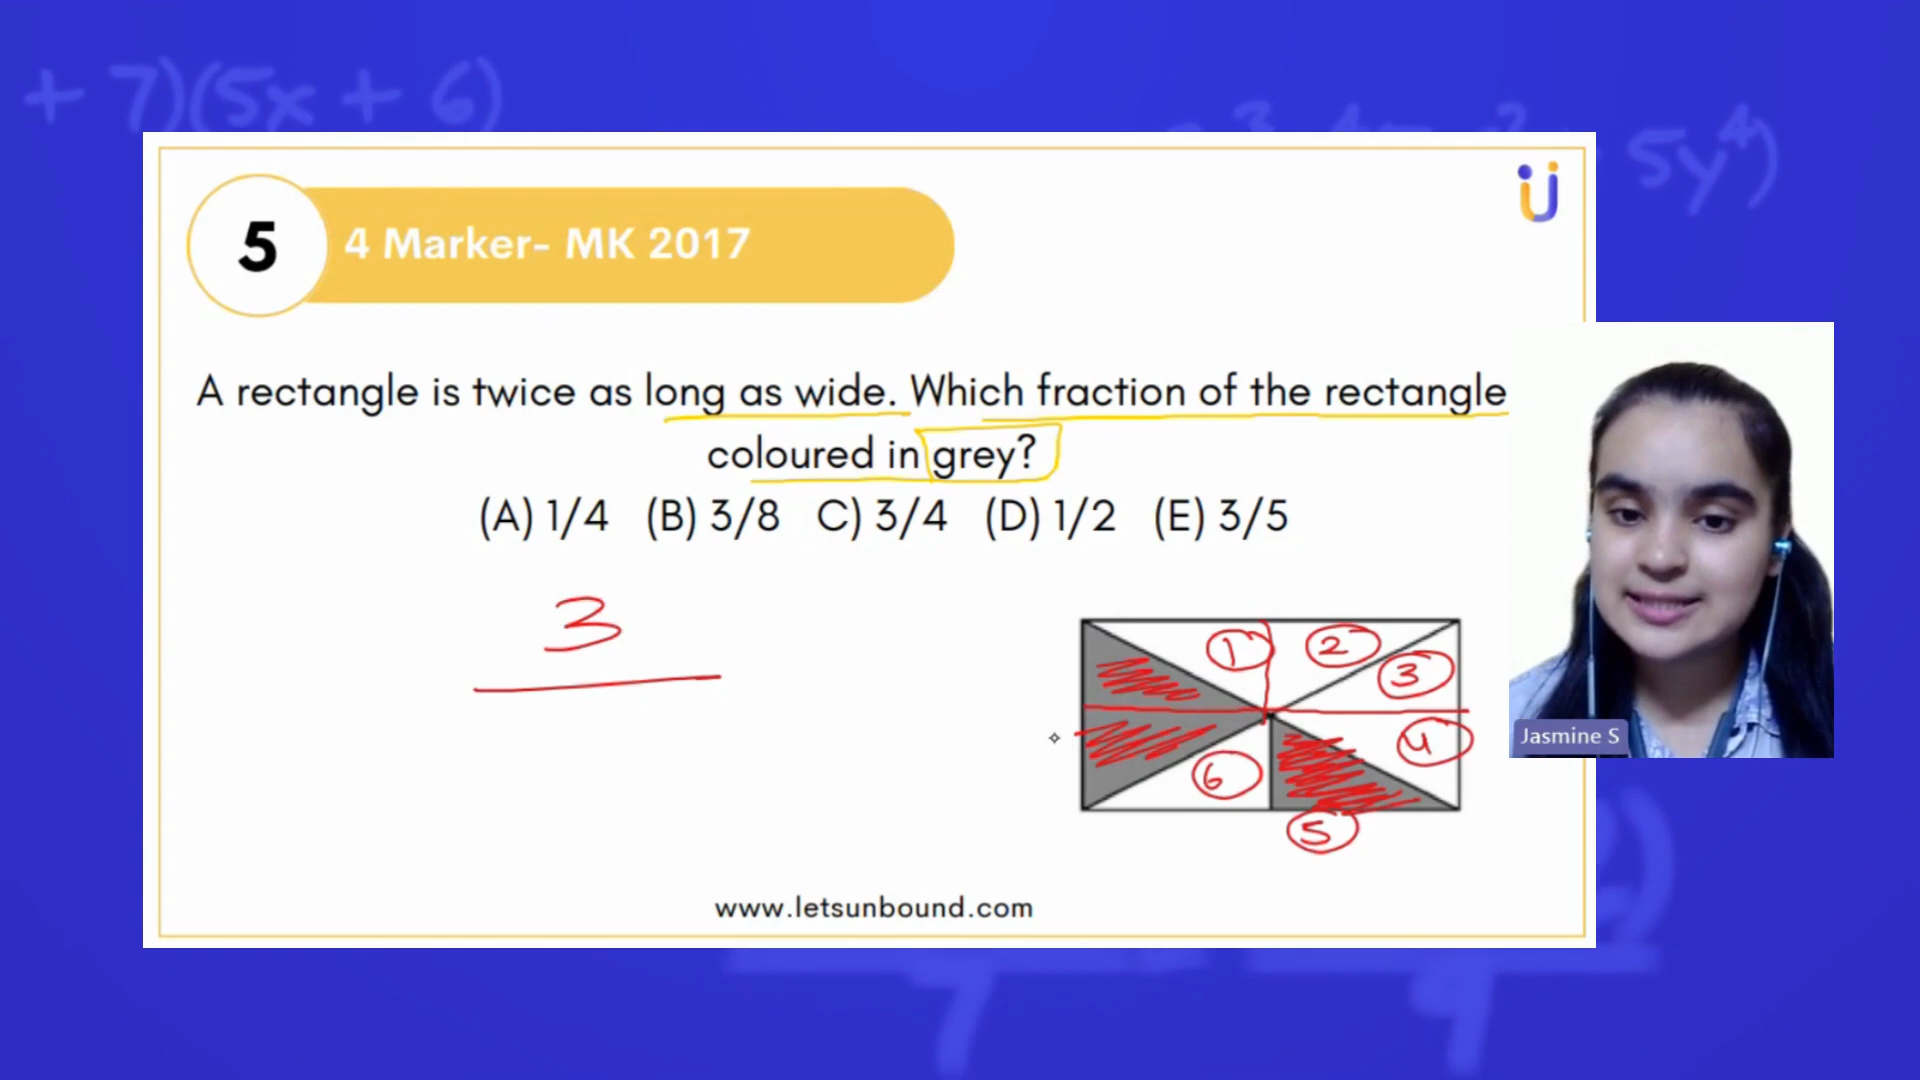 + 7)(5x + 6)
5y⁴)
5
4 Marker- MK 2017
A rectangle is twice as long as wide. Which fraction of the rectangle
coloured in grey?
(A) 1/4 (B) 3/8 C) 3/4 (D) 1/2 (E) 3/5
3
1
2
3
4
6
5
Jasmine S
www.letsunbound.com
7
9